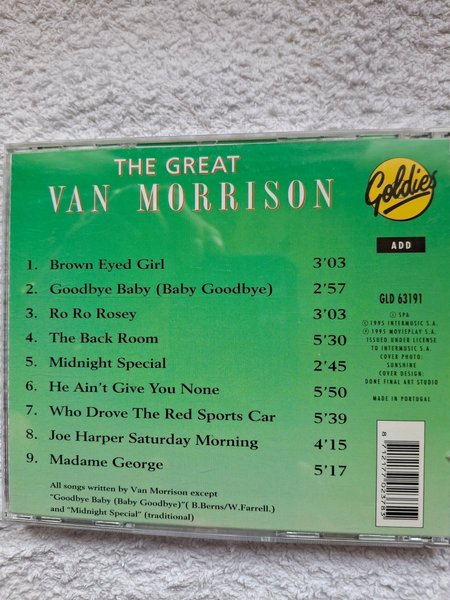 THE GREAT
VAN MORRISON
Goldies
ADD
1. Brown Eyed Girl 3'03
2. Goodbye Baby (Baby Goodbye) 2'57
3. Ro Ro Rosey 3'03
4. The Back Room 5'30
5. Midnight Special 2'45
6. He Ain't Give You None 5'50
7. Who Drove The Red Sports Car 5'39
8. Joe Harper Saturday Morning 4'15
9. Madame George 5'17
All songs written by Van Morrison except
"Goodbye Baby (Baby Goodbye)"( B.Berns/W.Farrell.)
and "Midnight Special" (traditional)
GLD 63191
SPA
© 1995 INTERMUSIC S.A.
℗ 1995 MOVIEPLAY S.A.
ISSUED UNDER LICENSE
TO INTERMUSIC S.A.
COVER PHOTO:
SUNSHINE
COVER DESIGN:
DONE FINAL ART STUDIO
MADE IN PORTUGAL
8 712177 023783